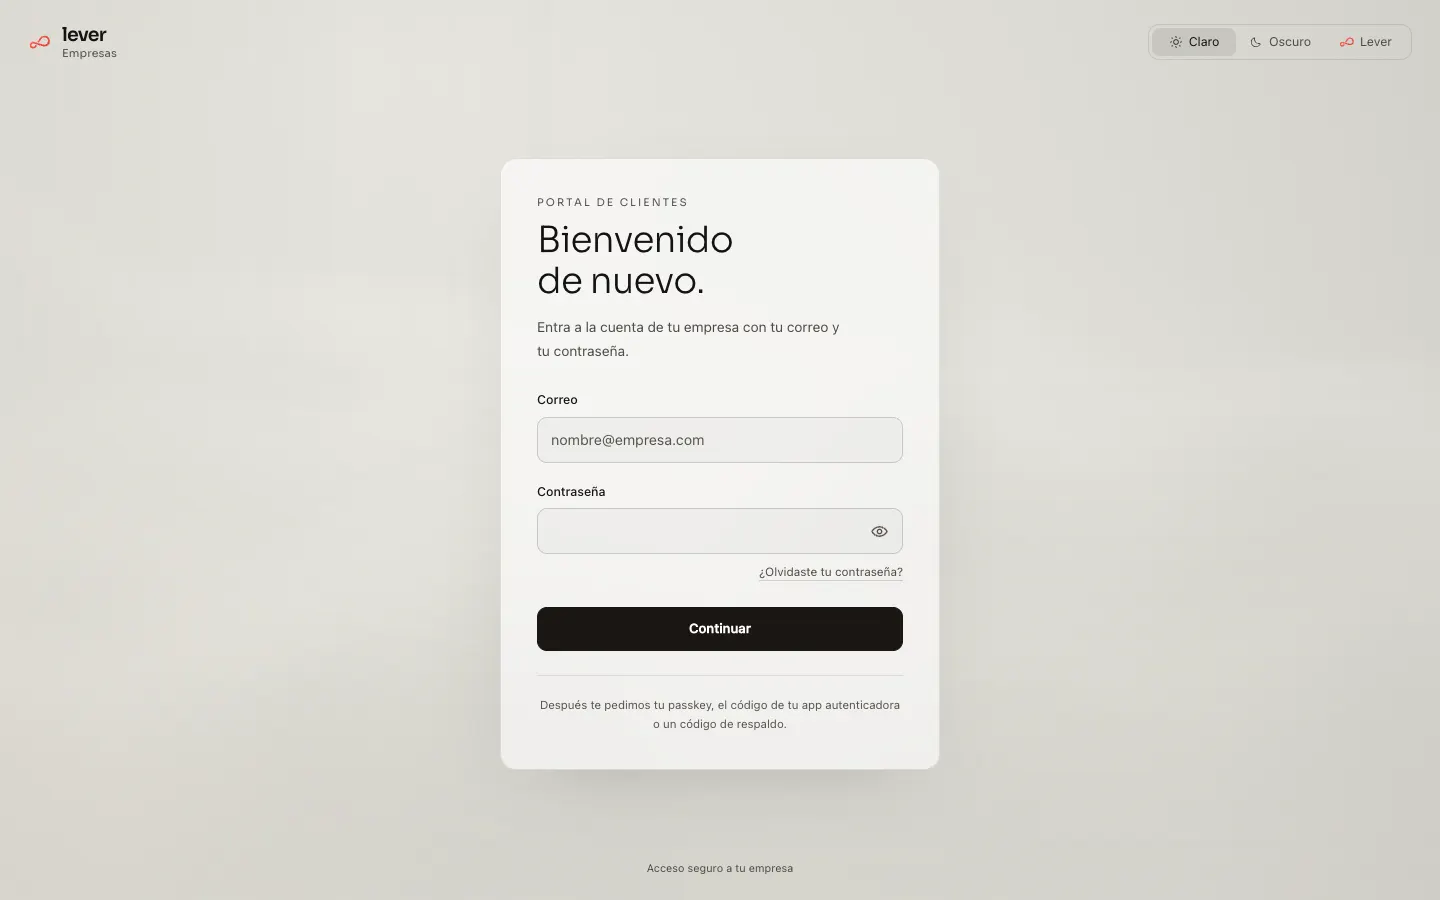 lever
Empresas
Claro
Oscuro
Lever
PORTAL DE CLIENTES
Bienvenido
de nuevo.
Entra a la cuenta de tu empresa con tu correo y
tu contraseña.
Correo
nombre@empresa.com
Contraseña
¿Olvidaste tu contraseña?
Continuar
Después te pedimos tu passkey, el código de tu app autenticadora
o un código de respaldo.
Acceso seguro a tu empresa